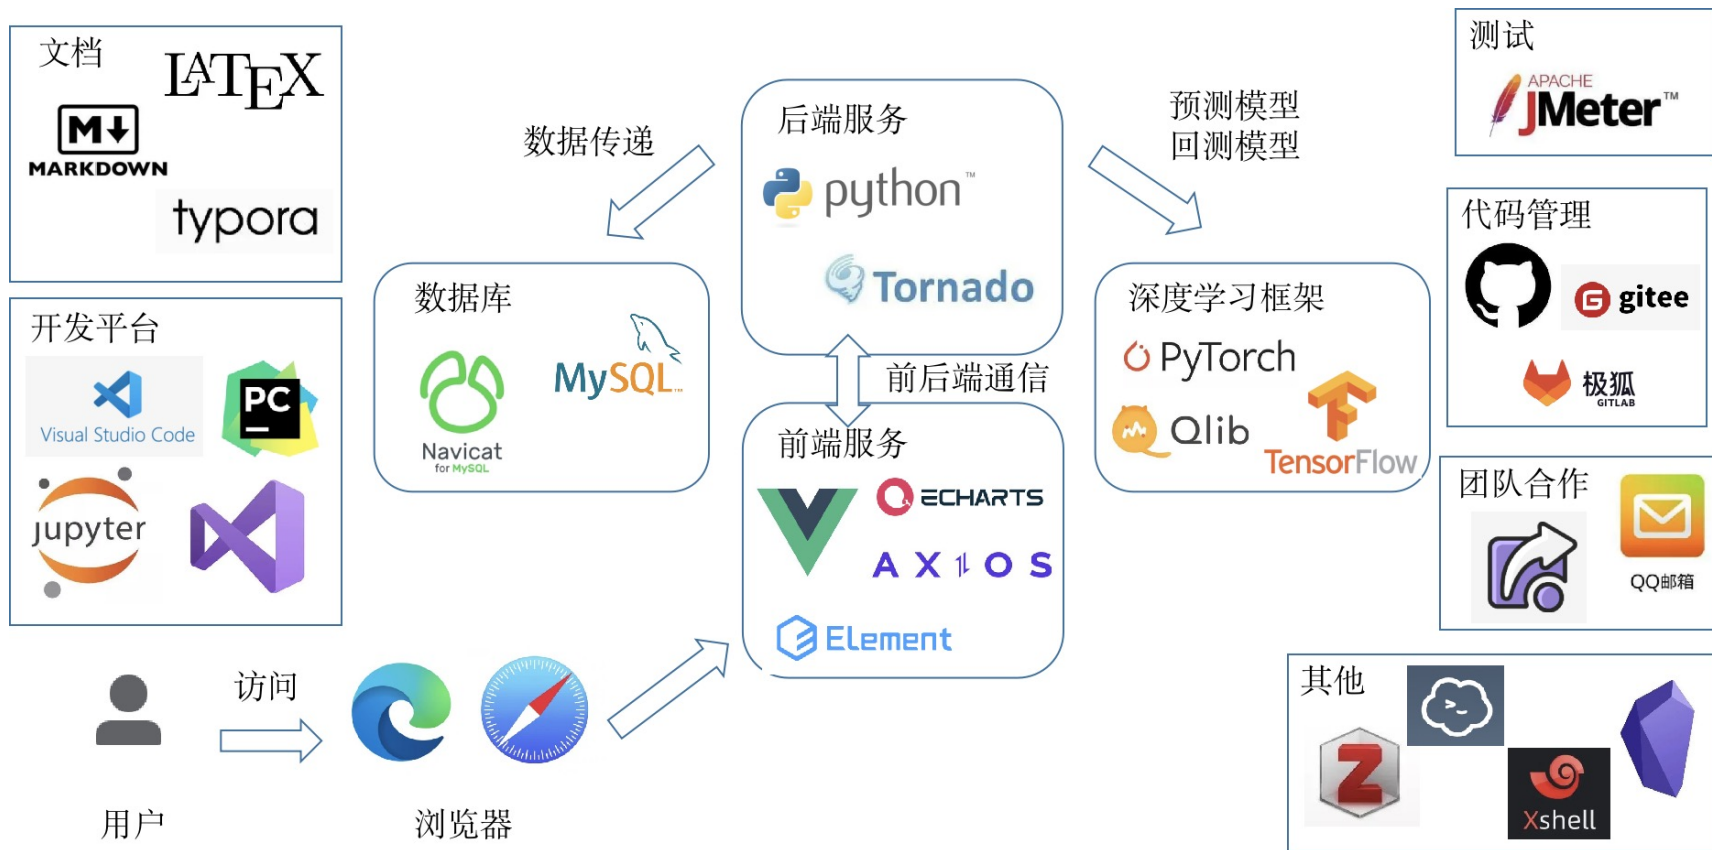 文档
LATEX
MARKDOWN
typora
开发平台
Visual Studio Code
PC
jupyter
数据传递
数据库
Navicat
for MySQL
MySQL™
后端服务
python™
Tornado
前后端通信
前端服务
ECHARTS
AXIOS
Element
预测模型
回测模型
深度学习框架
PyTorch
Qlib
TensorFlow
测试
APACHE
JMeter™
代码管理
G gitee
极狐
GITLAB
团队合作
QQ邮箱
其他
Z
>_
Xshell
访问
用户
浏览器